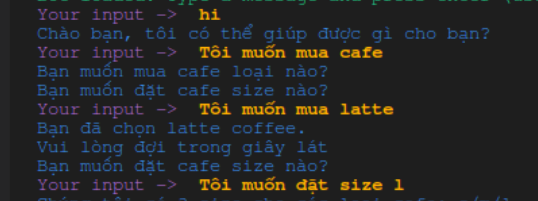 Your input -> hi
Chào bạn, tôi có thể giúp được gì cho bạn?
Your input -> Tôi muốn mua cafe
Bạn muốn mua cafe loại nào?
Bạn muốn đặt cafe size nào?
Your input -> Tôi muốn mua latte
Bạn đã chọn latte coffee.
Vui lòng đợi trong giây lát
Bạn muốn đặt cafe size nào?
Your input -> Tôi muốn đặt size l